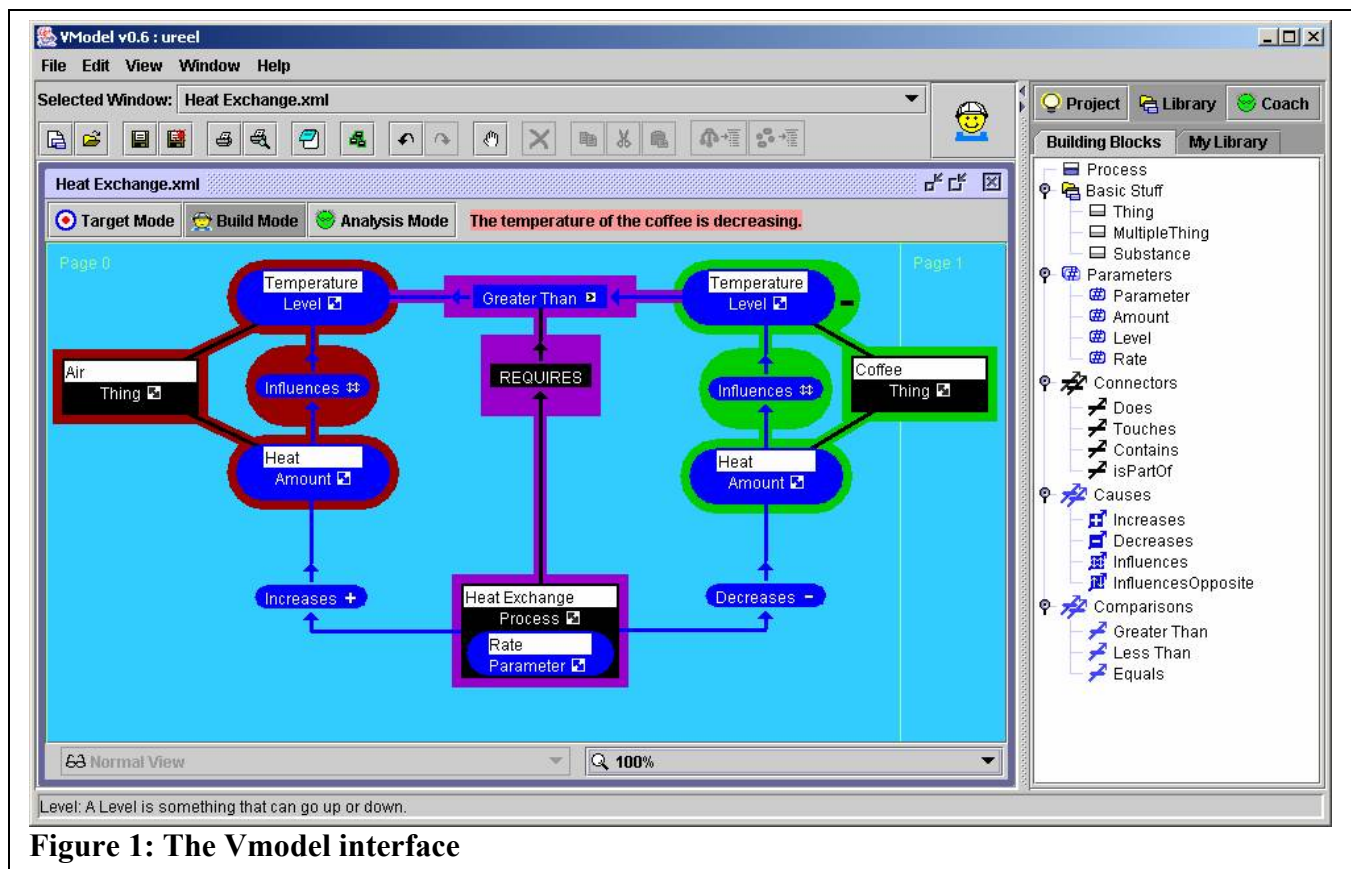 VModel v0.6 : ureel
File Edit View Window Help
Selected Window: Heat Exchange.xml
Project Library Coach
Building Blocks My Library
Heat Exchange.xml
Target Mode Build Mode Analysis Mode The temperature of the coffee is decreasing.
Page 0 Page 1
Temperature
Level
Greater Than
Temperature
Level
Air
Thing
Influences
REQUIRES
Influences
Coffee
Thing
Heat
Amount
Heat
Amount
Increases +
Heat Exchange
Process
Rate
Parameter
Decreases -
Normal View 100%
Process
Basic Stuff
Thing
MultipleThing
Substance
Parameters
Parameter
Amount
Level
Rate
Connectors
Does
Touches
Contains
isPartOf
Causes
Increases
Decreases
Influences
InfluencesOpposite
Comparisons
Greater Than
Less Than
Equals
Level: A Level is something that can go up or down.
Figure 1: The Vmodel interface